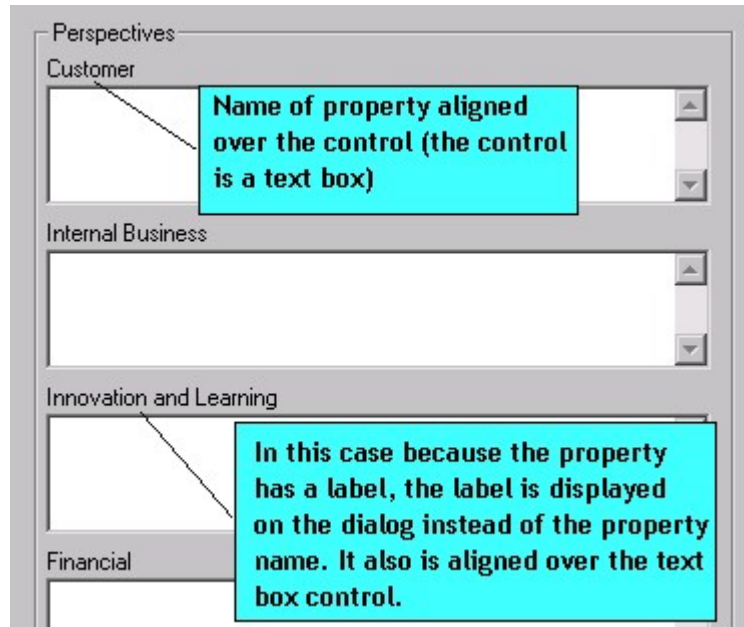 Perspectives
Customer
Name of property aligned
over the control (the control
is a text box)
Internal Business
Innovation and Learning
In this case because the property
has a label, the label is displayed
on the dialog instead of the property
name. It also is aligned over the text
box control.
Financial